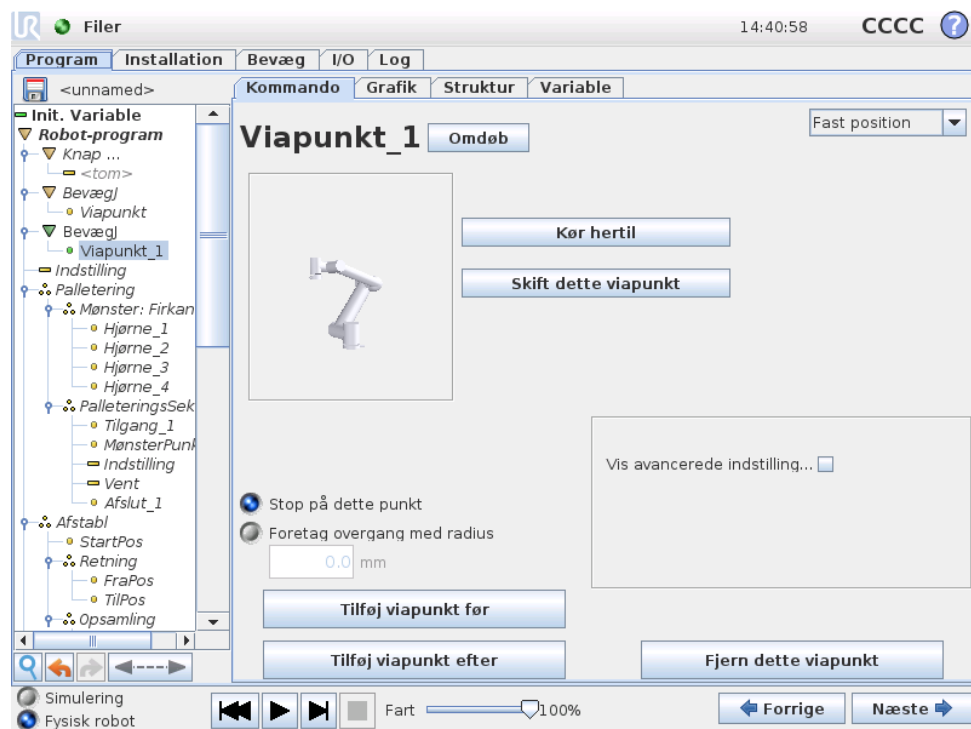 UR Filer 14:40:58 CCCC ?
Program Installation Bevæg I/O Log
<unnamed>
Kommando Grafik Struktur Variable
Init. Variable
Robot-program
Knap ...
<tom>
BevægJ
Viapunkt
BevægJ
Viapunkt_1
Indstilling
Palletering
Mønster: Firkan
Hjørne_1
Hjørne_2
Hjørne_3
Hjørne_4
PalleteringsSek
Tilgang_1
MønsterPunk
Indstilling
Vent
Afslut_1
Afstabl
StartPos
Retning
FraPos
TilPos
Opsamling
Viapunkt_1 Omdøb
Fast position
Kør hertil
Skift dette viapunkt
Vis avancerede indstilling...
Stop på dette punkt
Foretag overgang med radius
0.0 mm
Tilføj viapunkt før
Tilføj viapunkt efter
Fjern dette viapunkt
Simulering
Fysisk robot
Fart 100%
Forrige Næste